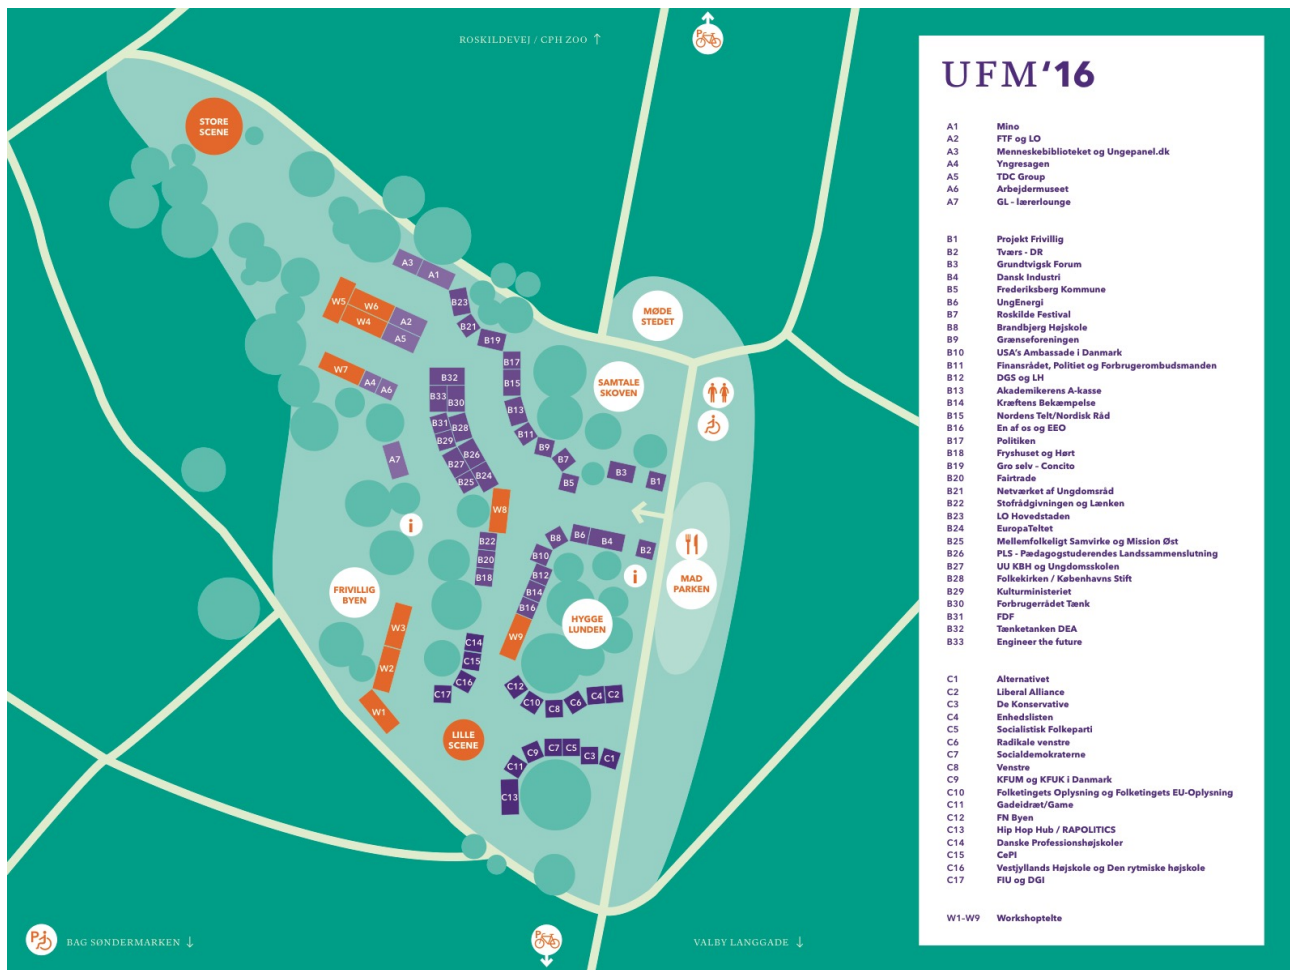 ROSKILDEVEJ / CPH ZOO ↑
P
STORE
SCENE
A3
A1
W5
W6
W4
A2
A5
B23
B21
B19
MØDE
STEDET
W7
A4
A6
B17
B15
B13
B11
B9
B7
B5
B3
B1
SAMTALE
SKOVEN
B32
B33
B30
B31
B28
B29
B26
B27
B24
B25
A7
i
W8
B22
B20
B18
B8
B6
B4
B2
B10
B12
B14
B16
W9
i
MAD
PARKEN
FRIVILLIG
BYEN
HYGGE
LUNDEN
W3
W2
W1
C14
C15
C16
C17
C12
C10
C8
C6
C4
C2
LILLE
SCENE
C9
C7
C5
C3
C1
C11
C13
P
BAG SØNDERMARKEN ↓
P
VALBY LANGGADE ↓
UFM‘16
A1 Mino
A2 FTF og LO
A3 Menneskebiblioteket og Ungepanel.dk
A4 Yngresagen
A5 TDC Group
A6 Arbejdermuseet
A7 GL – lærerlounge
B1 Projekt Frivillig
B2 Tværs - DR
B3 Grundtvigsk Forum
B4 Dansk Industri
B5 Frederiksberg Kommune
B6 UngEnergi
B7 Roskilde Festival
B8 Brandbjerg Højskole
B9 Grænseforeningen
B10 USA’s Ambassade i Danmark
B11 Finansrådet, Politiet og Forbrugerombudsmanden
B12 DGS og LH
B13 Akademikerens A-kasse
B14 Kræftens Bekæmpelse
B15 Nordens Telt/Nordisk Råd
B16 En af os og EEO
B17 Politiken
B18 Fryshuset og Hørt
B19 Gro selv – Concito
B20 Fairtrade
B21 Netværket af Ungdomsråd
B22 Stofrådgivningen og Lænken
B23 LO Hovedstaden
B24 EuropaTeltet
B25 Mellemfolkeligt Samvirke og Mission Øst
B26 PLS - Pædagogstuderendes Landssammenslutning
B27 UU KBH og Ungdomsskolen
B28 Folkekirken / Københavns Stift
B29 Kulturministeriet
B30 Forbrugerrådet Tænk
B31 FDF
B32 Tænketanken DEA
B33 Engineer the future
C1 Alternativet
C2 Liberal Alliance
C3 De Konservative
C4 Enhedslisten
C5 Socialistisk Folkeparti
C6 Radikale venstre
C7 Socialdemokraterne
C8 Venstre
C9 KFUM og KFUK i Danmark
C10 Folketingets Oplysning og Folketingets EU-Oplysning
C11 Gadeidræt/Game
C12 FN Byen
C13 Hip Hop Hub / RAPOLITICS
C14 Danske Professionshøjskoler
C15 CePI
C16 Vestjyllands Højskole og Den rytmiske højskole
C17 FIU og DGI
W1-W9 Workshoptelte